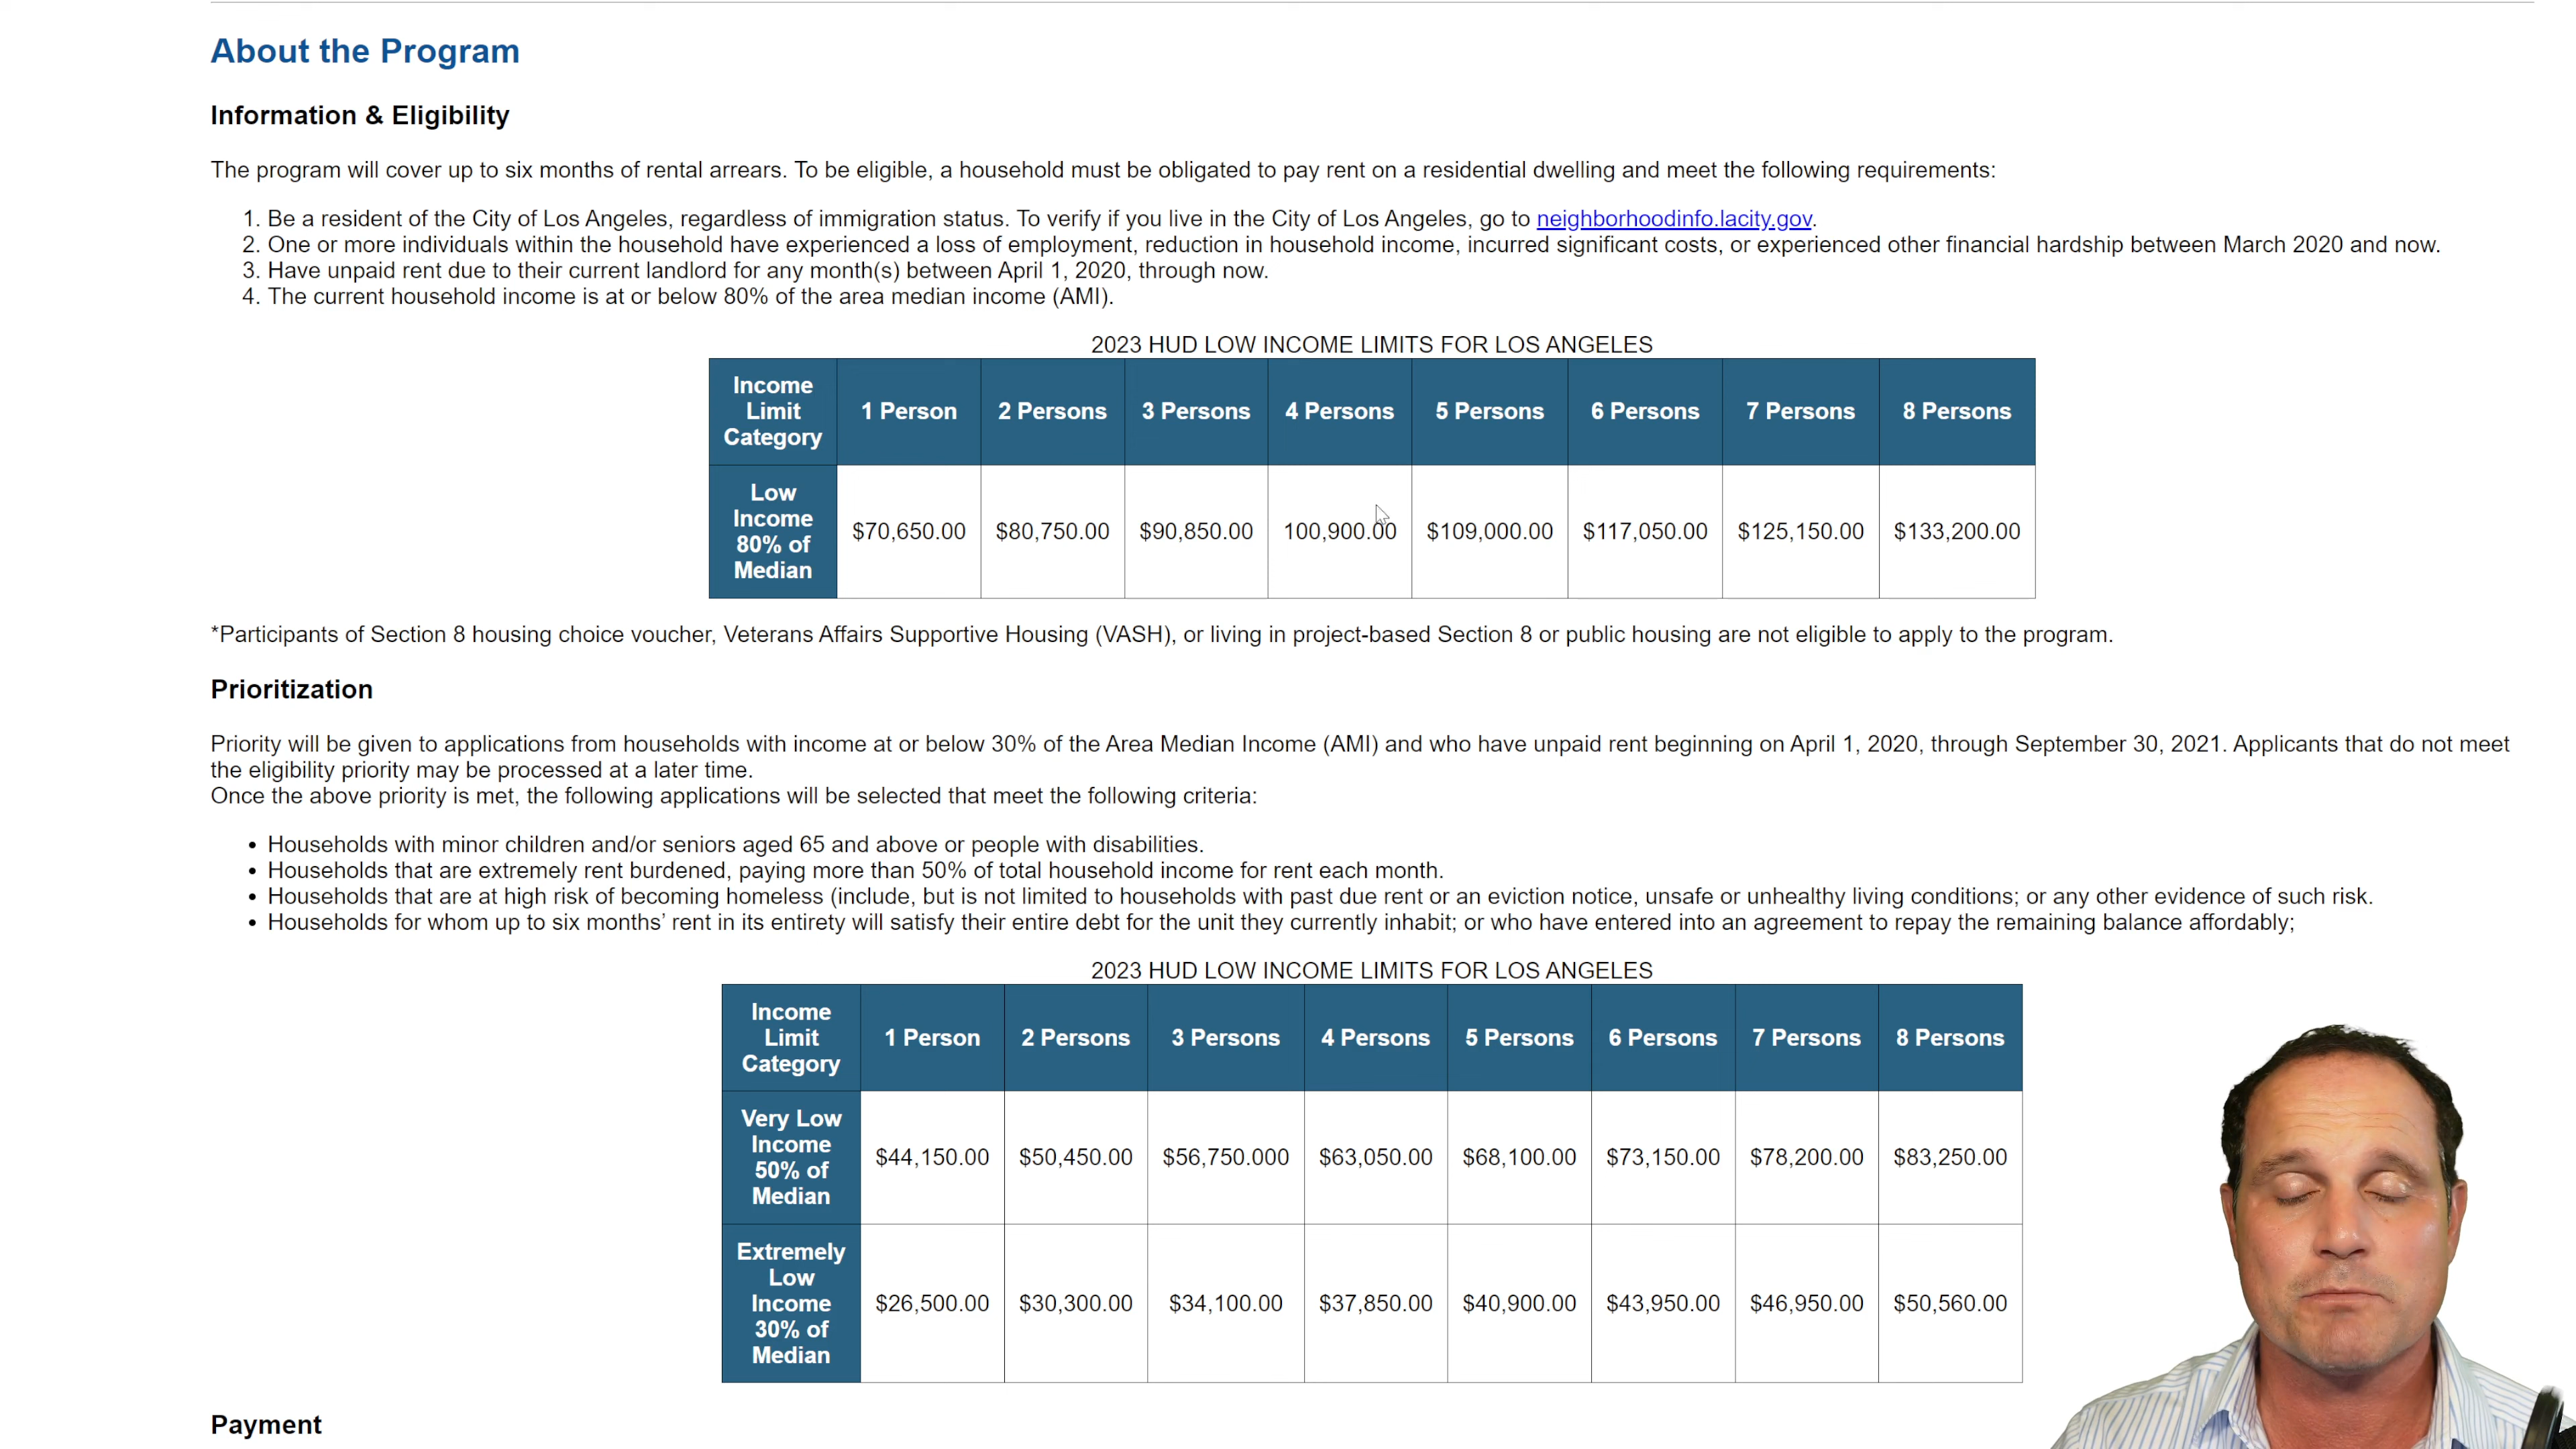 About the Program
Information & Eligibility
The program will cover up to six months of rental arrears. To be eligible, a household must be obligated to pay rent on a residential dwelling and meet the following requirements:
1. Be a resident of the City of Los Angeles, regardless of immigration status. To verify if you live in the City of Los Angeles, go to neighborhoodinfo.lacity.gov.
2. One or more individuals within the household have experienced a loss of employment, reduction in household income, incurred significant costs, or experienced other financial hardship between March 2020 and now.
3. Have unpaid rent due to their current landlord for any month(s) between April 1, 2020, through now.
4. The current household income is at or below 80% of the area median income (AMI).
2023 HUD LOW INCOME LIMITS FOR LOS ANGELES
Income
Limit
Category
1 Person
2 Persons
3 Persons
4 Persons
5 Persons
6 Persons
7 Persons
8 Persons
Low
Income
80% of
Median
$70,650.00
$80,750.00
$90,850.00
100,900.00
$109,000.00
$117,050.00
$125,150.00
$133,200.00
*Participants of Section 8 housing choice voucher, Veterans Affairs Supportive Housing (VASH), or living in project-based Section 8 or public housing are not eligible to apply to the program.
Prioritization
Priority will be given to applications from households with income at or below 30% of the Area Median Income (AMI) and who have unpaid rent beginning on April 1, 2020, through September 30, 2021. Applicants that do not meet
the eligibility priority may be processed at a later time.
Once the above priority is met, the following applications will be selected that meet the following criteria:
• Households with minor children and/or seniors aged 65 and above or people with disabilities.
• Households that are extremely rent burdened, paying more than 50% of total household income for rent each month.
• Households that are at high risk of becoming homeless (include, but is not limited to households with past due rent or an eviction notice, unsafe or unhealthy living conditions; or any other evidence of such risk.
• Households for whom up to six months’ rent in its entirety will satisfy their entire debt for the unit they currently inhabit; or who have entered into an agreement to repay the remaining balance affordably;
2023 HUD LOW INCOME LIMITS FOR LOS ANGELES
Income
Limit
Category
1 Person
2 Persons
3 Persons
4 Persons
5 Persons
6 Persons
7 Persons
8 Persons
Very Low
Income
50% of
Median
$44,150.00
$50,450.00
$56,750.000
$63,050.00
$68,100.00
$73,150.00
$78,200.00
$83,250.00
Extremely
Low
Income
30% of
Median
$26,500.00
$30,300.00
$34,100.00
$37,850.00
$40,900.00
$43,950.00
$46,950.00
$50,560.00
Payment